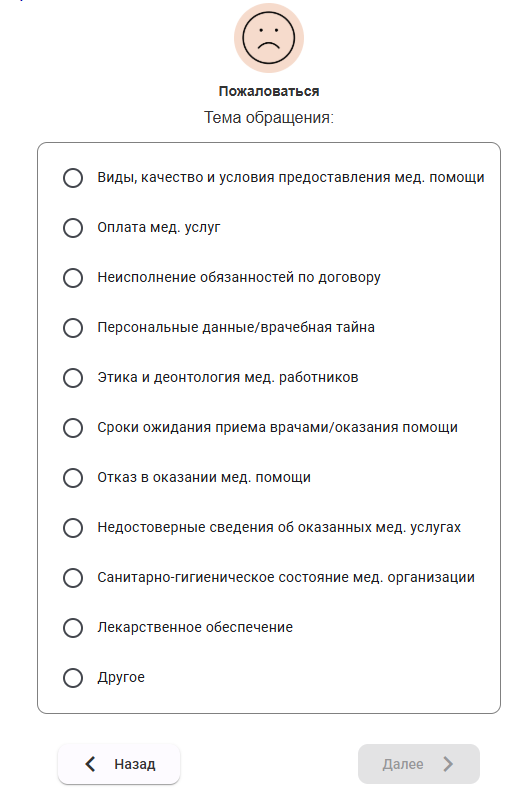 Пожаловаться
Тема обращения:
Виды, качество и условия предоставления мед. помощи
Оплата мед. услуг
Неисполнение обязанностей по договору
Персональные данные/врачебная тайна
Этика и деонтология мед. работников
Сроки ожидания приема врачами/оказания помощи
Отказ в оказании мед. помощи
Недостоверные сведения об оказанных мед. услугах
Санитарно-гигиеническое состояние мед. организации
Лекарственное обеспечение
Другое
Назад
Далее